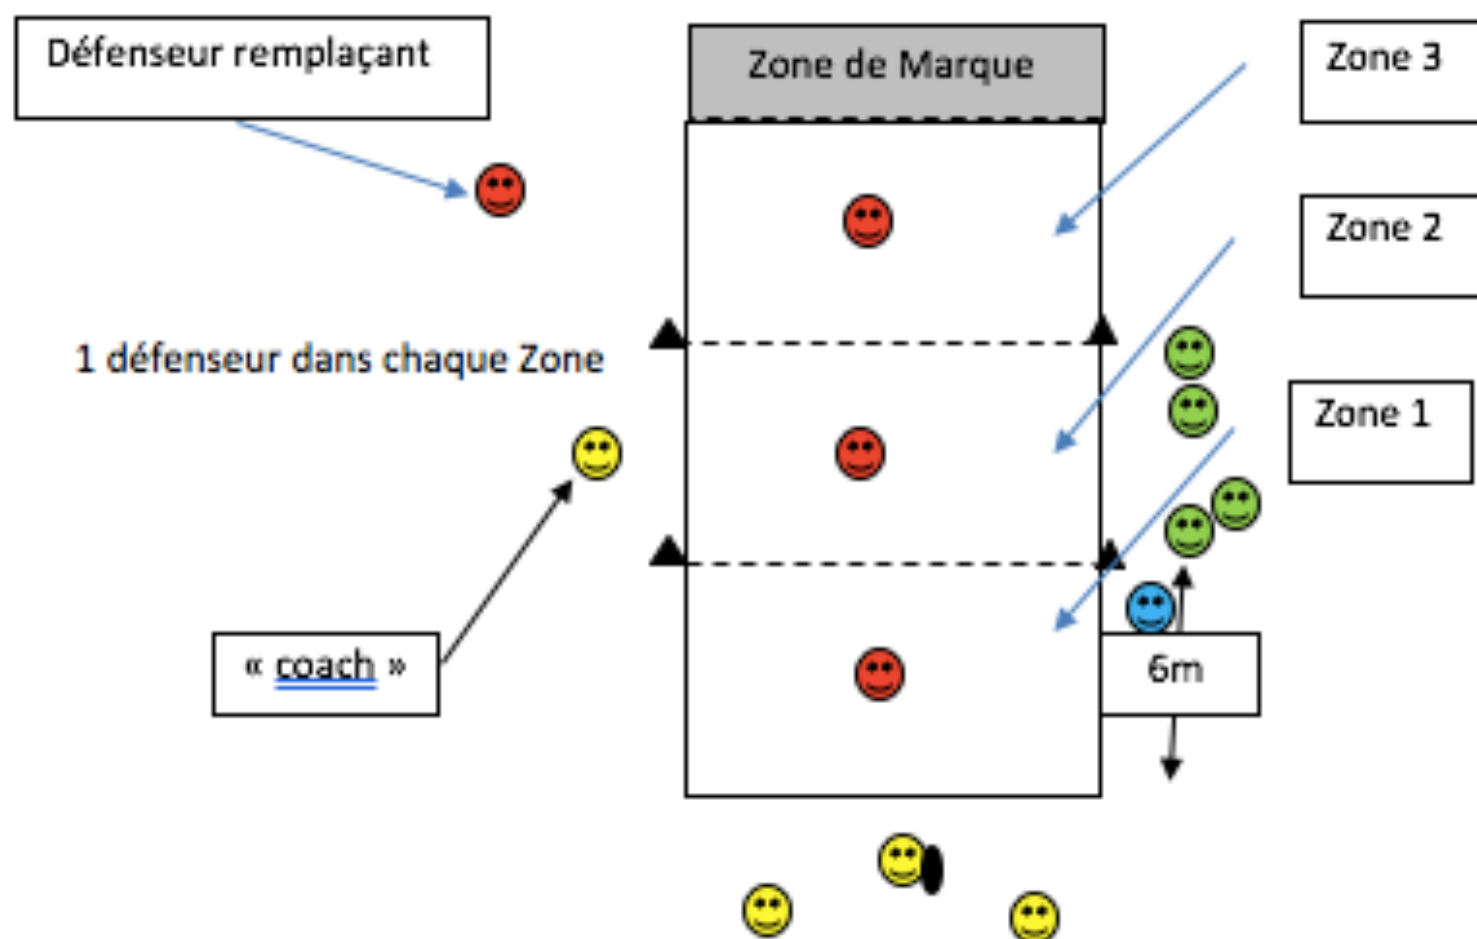 Défenseur remplaçant
Zone de Marque
Zone 3
Zone 2
1 défenseur dans chaque Zone
Zone 1
« coach »
6m